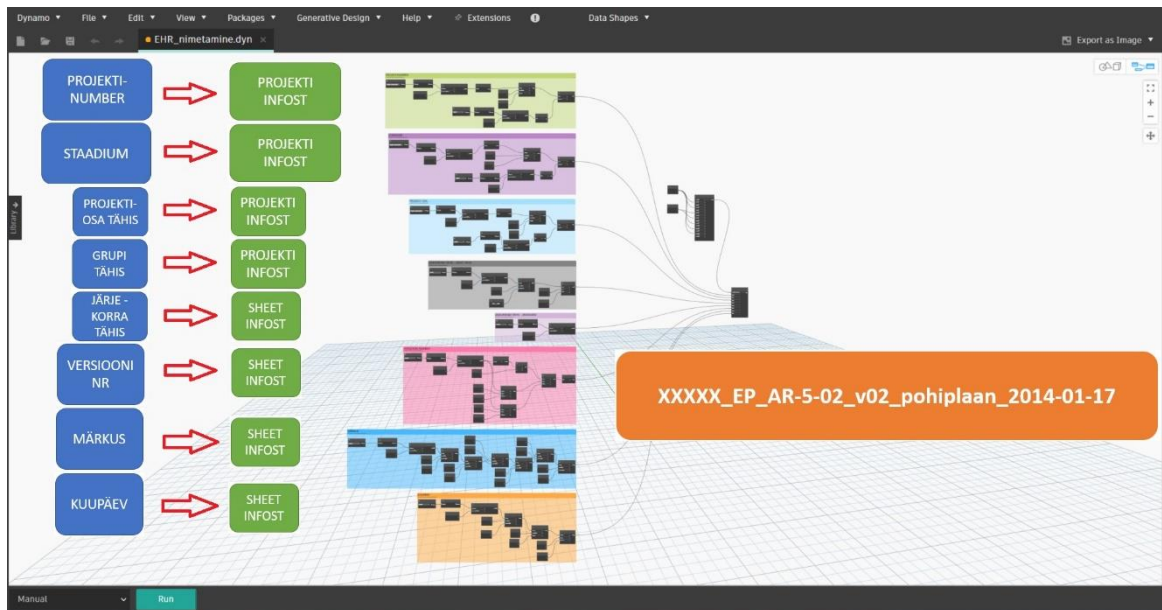 Dynamo File Edit View Packages Generative Design Help Extensions Data Shapes
EHR_nimetamine.dyn
Export as Image
PROJEKTI-
NUMBER
PROJEKTI
INFOST
STAADIUM
PROJEKTI
INFOST
PROJEKTI-
OSA TÄHIS
PROJEKTI
INFOST
GRUPI
TÄHIS
PROJEKTI
INFOST
JÄRJE -
KORRA
TÄHIS
SHEET
INFOST
VERSIOONI
NR
SHEET
INFOST
MÄRKUS
SHEET
INFOST
KUUPÄEV
SHEET
INFOST
Library
XXXXX_EP_AR-5-02_v02_pohiplaan_2014-01-17
Manual Run